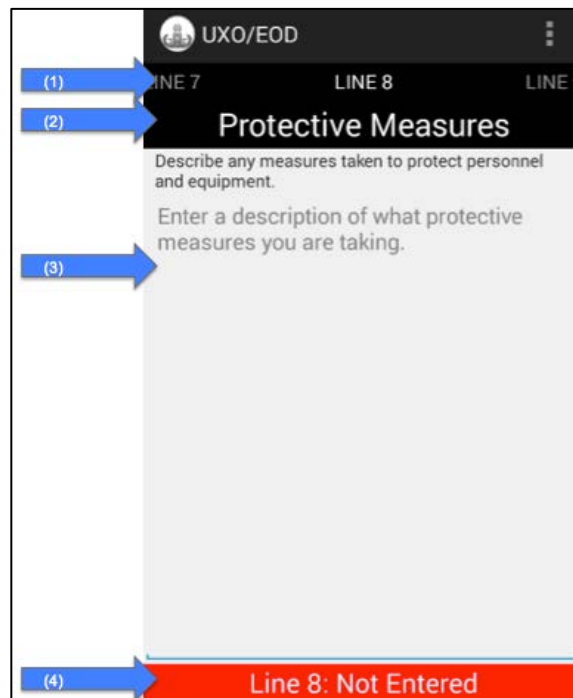 UXO/EOD
(1)
INE 7 LINE 8 LINE
(2)
Protective Measures
Describe any measures taken to protect personnel
and equipment.
Enter a description of what protective
measures you are taking.
(3)
(4)
Line 8: Not Entered